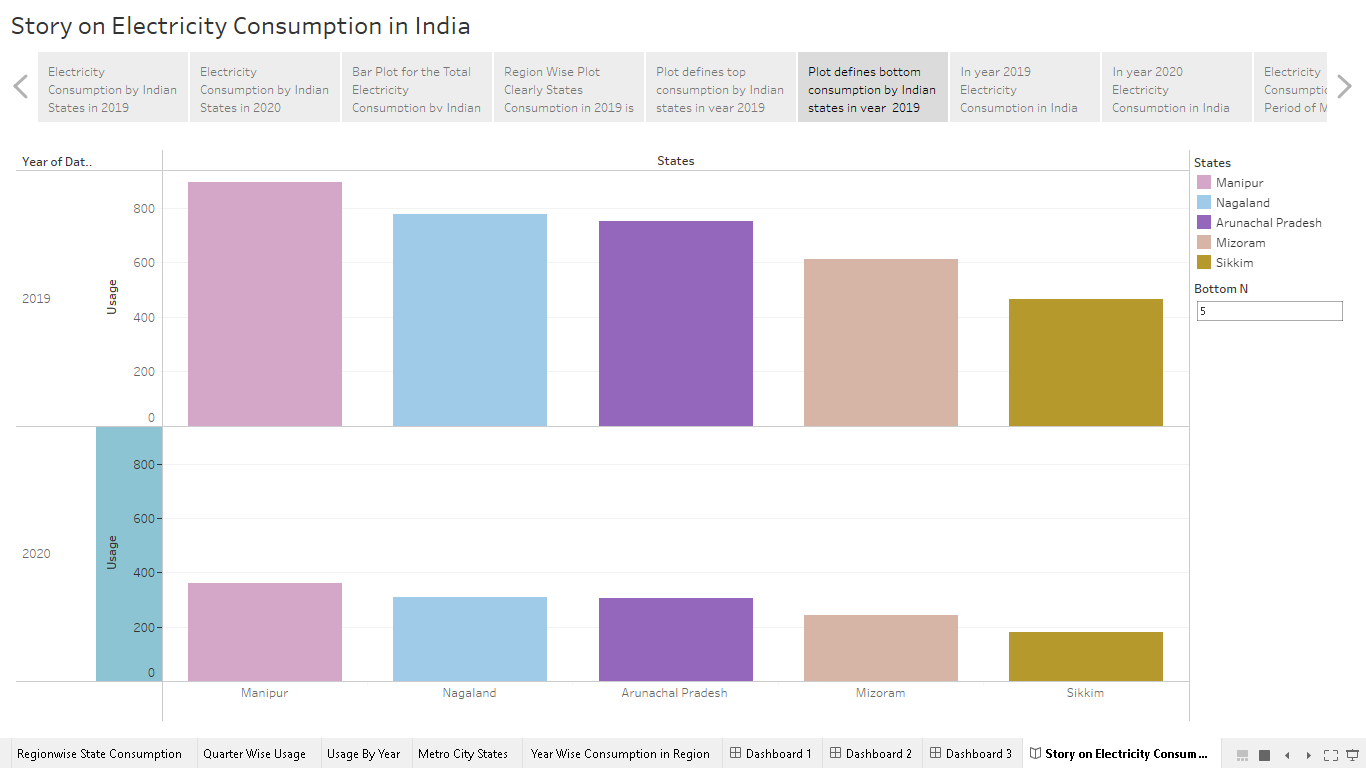 Story on Electricity Consumption in India
Electricity
Consumption by Indian
States in 2019
Electricity
Consumption by Indian
States in 2020
Bar Plot for the Total
Electricity
Consumption by Indian
Region Wise Plot
Clearly States
Consumption in 2019 is
Plot defines top
consumption by Indian
states in year 2019
Plot defines bottom
consumption by Indian
states in year 2019
In year 2019
Electricity
Consumption in India
In year 2020
Electricity
Consumption in India
Electricity
Consumptio
Period of M
Year of Dat..
States
2019
Usage
800
600
400
200
0
2020
Usage
800
600
400
200
0
Manipur
Nagaland
Arunachal Pradesh
Mizoram
Sikkim
States
Manipur
Nagaland
Arunachal Pradesh
Mizoram
Sikkim
Bottom N
5
Regionwise State Consumption
Quarter Wise Usage
Usage By Year
Metro City States
Year Wise Consumption in Region
Dashboard 1
Dashboard 2
Dashboard 3
Story on Electricity Consum...